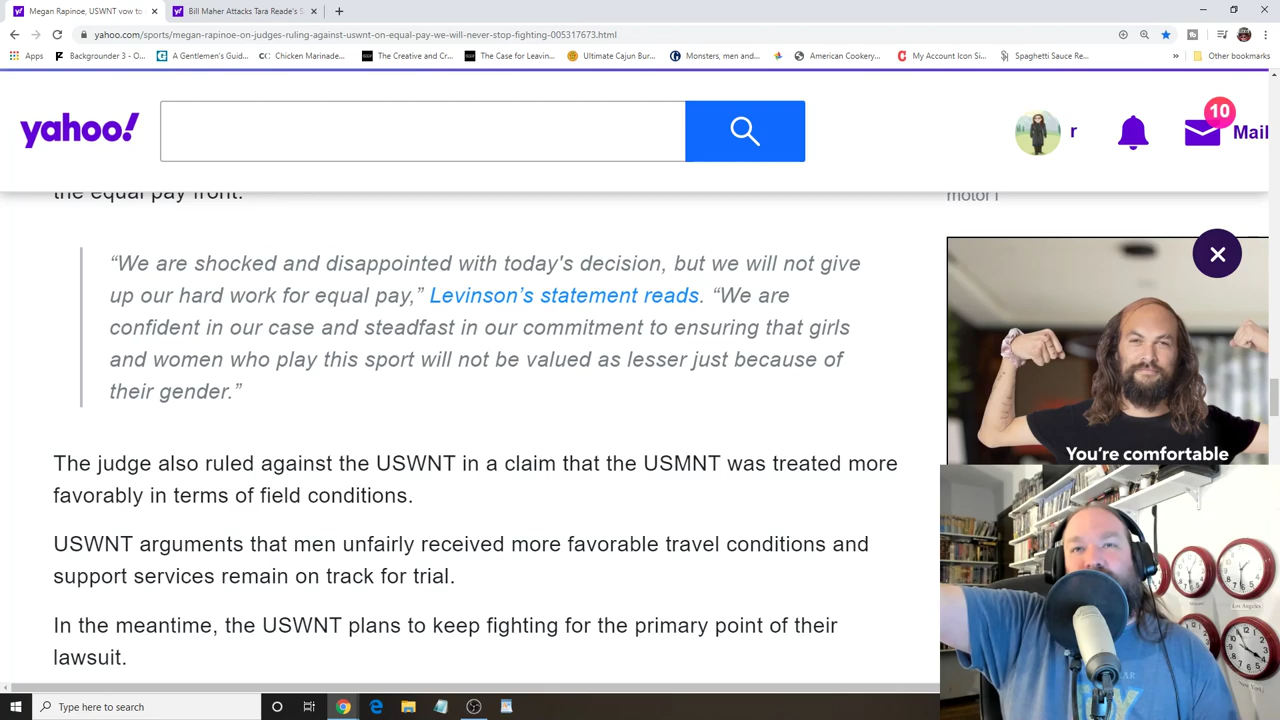 Megan Rapinoe, USWNT vow to
Bill Maher Attacks Tara Reade's S
yahoo.com/sports/megan-rapinoe-on-judges-ruling-against-uswnt-on-equal-pay-we-will-never-stop-fighting-005317673.html
Apps
Backgrounder 3 - O...
A Gentlemen's Guid...
Chicken Marinade...
The Creative and Cr...
The Case for Leavin...
Ultimate Cajun Bur...
Monsters, men and...
American Cookery...
My Account Icon Si...
Spaghetti Sauce Re...
»
Other bookmarks
yahoo!
r
10
Mail
the equal pay front.
motor1
“We are shocked and disappointed with today's decision, but we will not give
up our hard work for equal pay,” Levinson’s statement reads. “We are
confident in our case and steadfast in our commitment to ensuring that girls
and women who play this sport will not be valued as lesser just because of
their gender.”
You're comfortable
The judge also ruled against the USWNT in a claim that the USMNT was treated more
favorably in terms of field conditions.
USWNT arguments that men unfairly received more favorable travel conditions and
support services remain on track for trial.
In the meantime, the USWNT plans to keep fighting for the primary point of their
lawsuit.
Los Angeles
New York
Type here to search